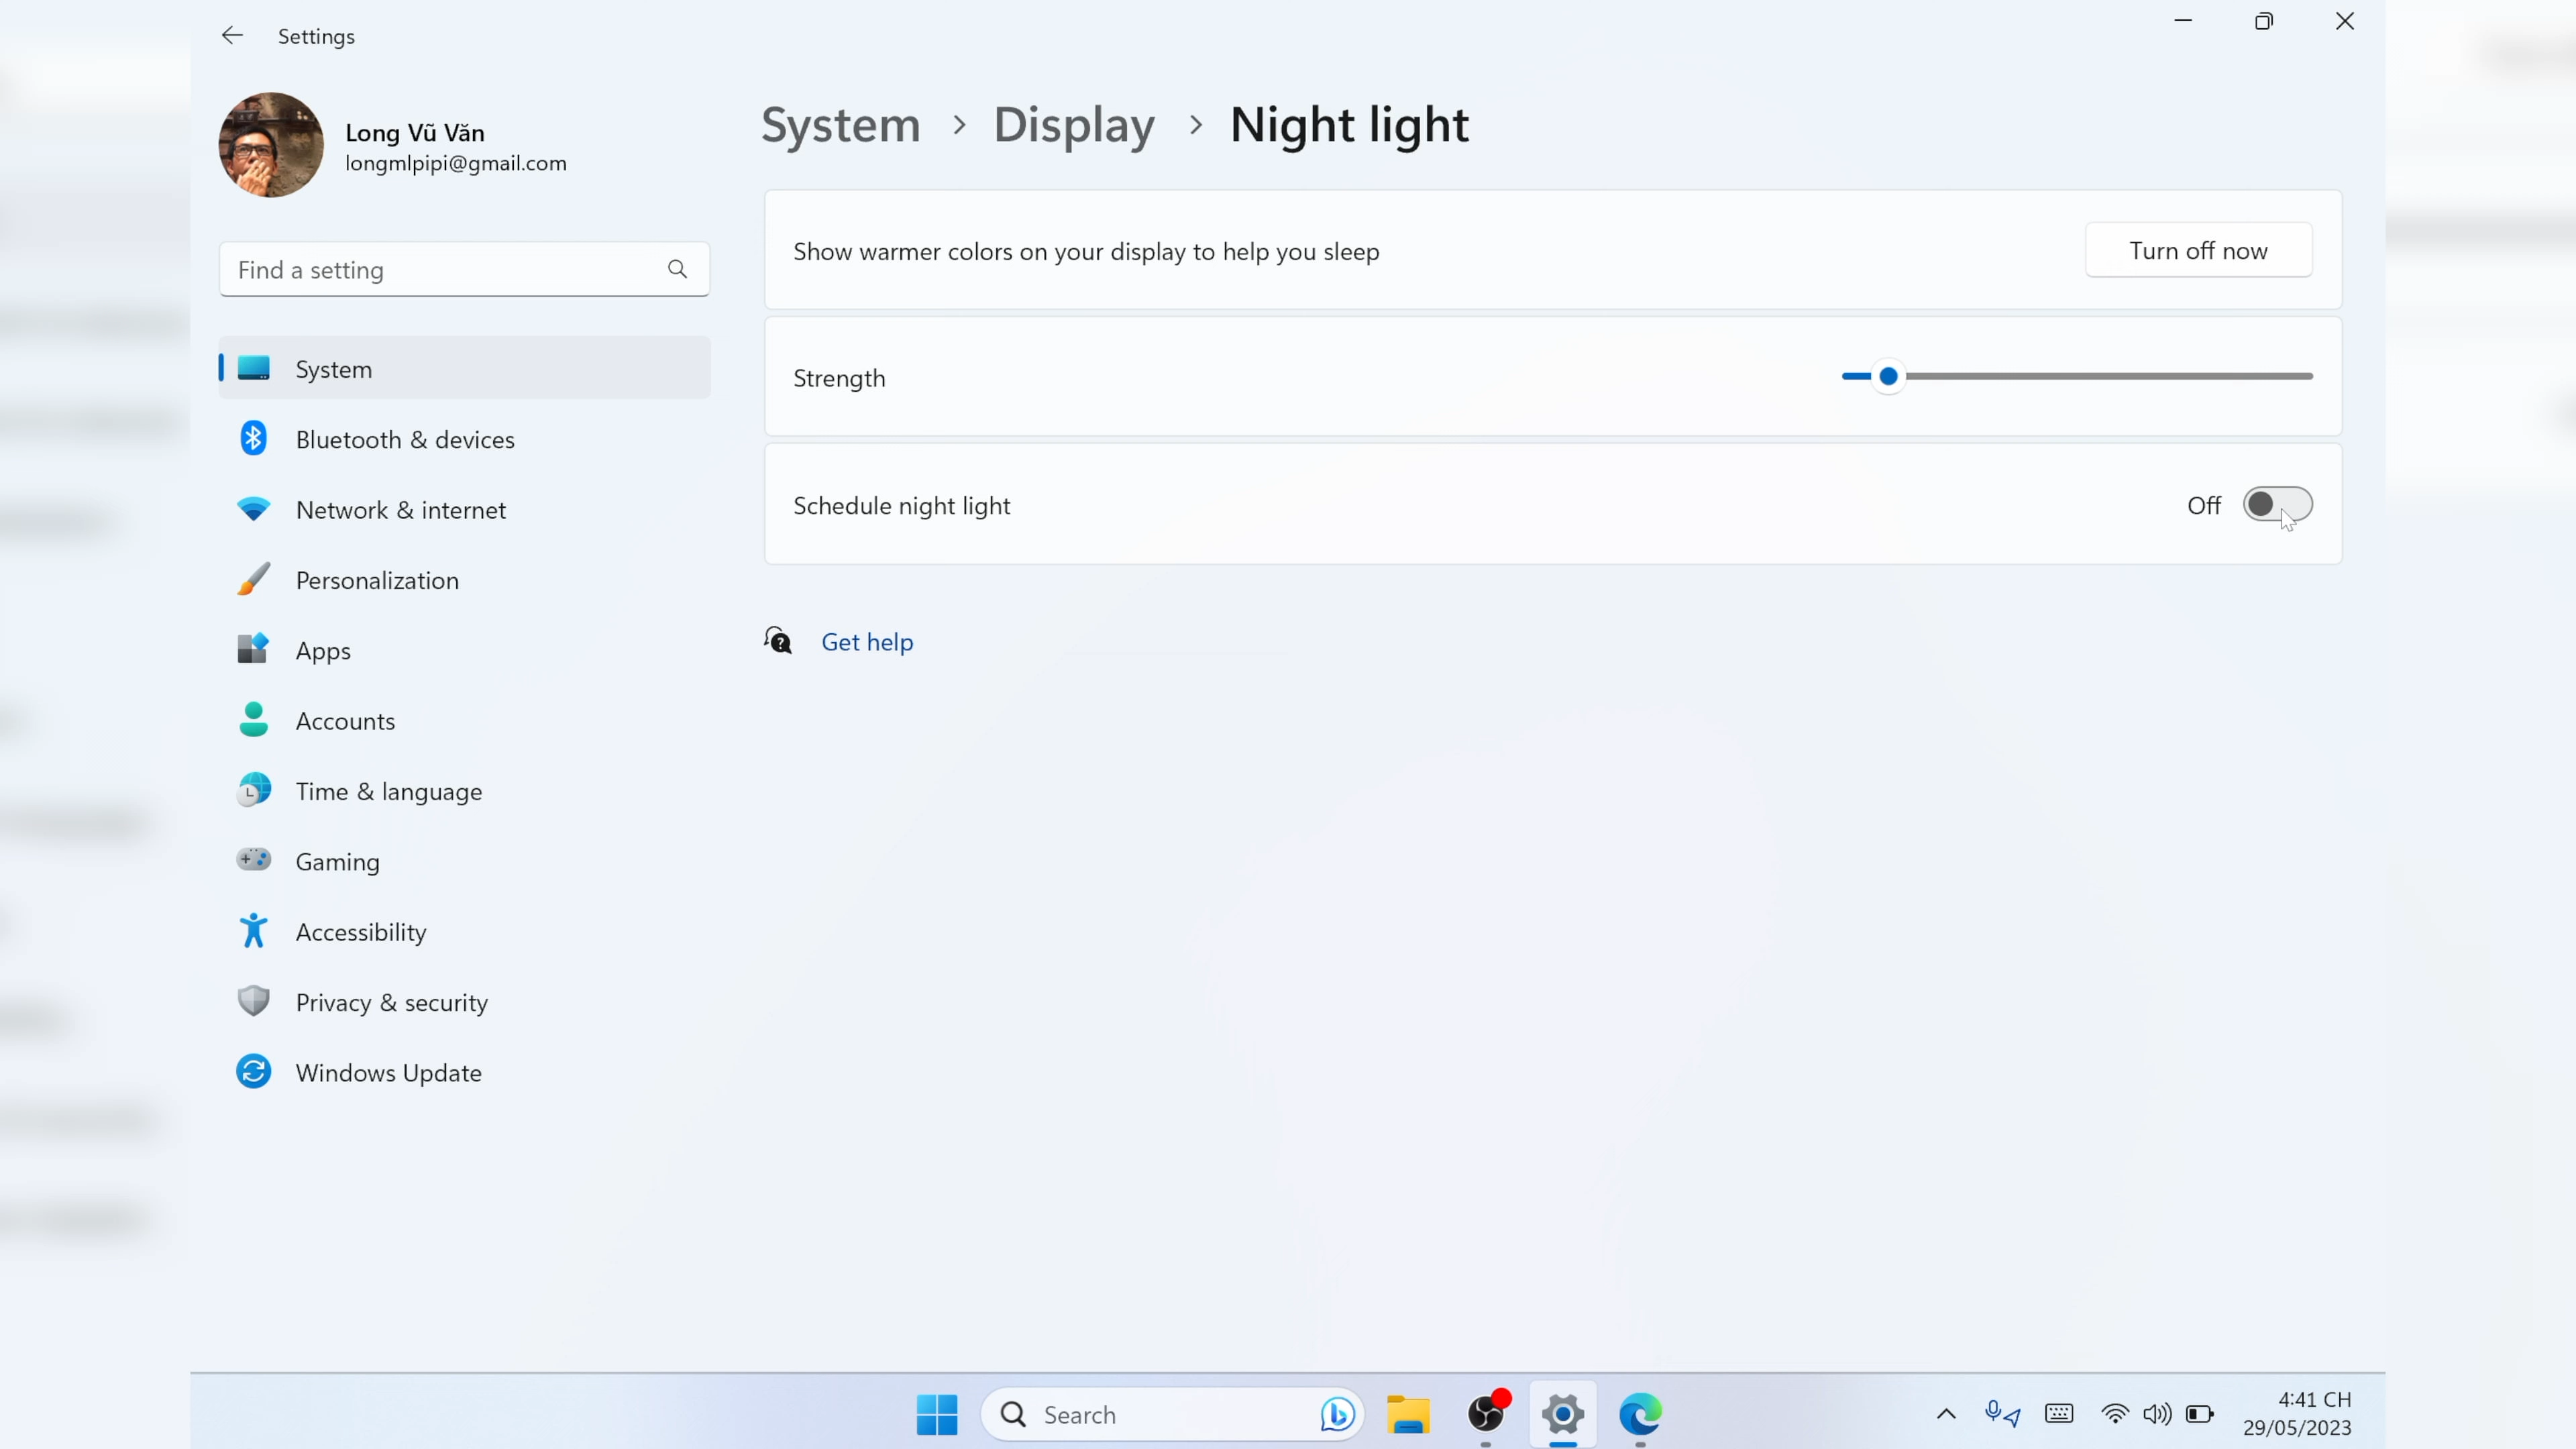 Settings
Long Vũ Văn
longmlpipi@gmail.com
Find a setting
System
Bluetooth & devices
Network & internet
Personalization
Apps
Accounts
Time & language
Gaming
Accessibility
Privacy & security
Windows Update
System > Display > Night light
Show warmer colors on your display to help you sleep
Turn off now
Strength
Schedule night light
Off
Get help
Search
4:41 CH
29/05/2023